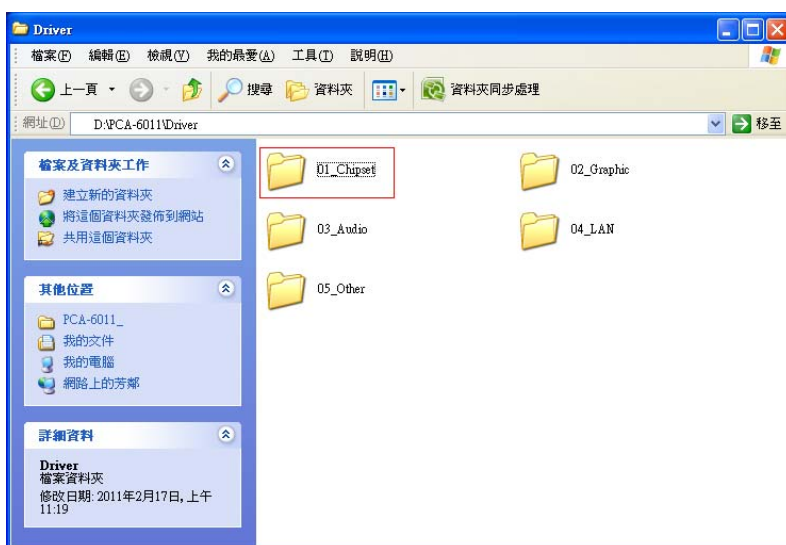 Driver
檔案(F) 編輯(E) 檢視(V) 我的最愛(A) 工具(T) 說明(H)
上一頁 搜尋 資料夾 資料夾同步處理
網址(D) D:\PCA-6011\Driver 移至
檔案及資料夾工作
建立新的資料夾
將這個資料夾發佈到網站
共用這個資料夾
其他位置
PCA-6011_
我的文件
我的電腦
網路上的芳鄰
詳細資料
Driver
檔案資料夾
修改日期: 2011年2月17日, 上午
11:19
01_Chipset 02_Graphic
03_Audio 04_LAN
05_Other